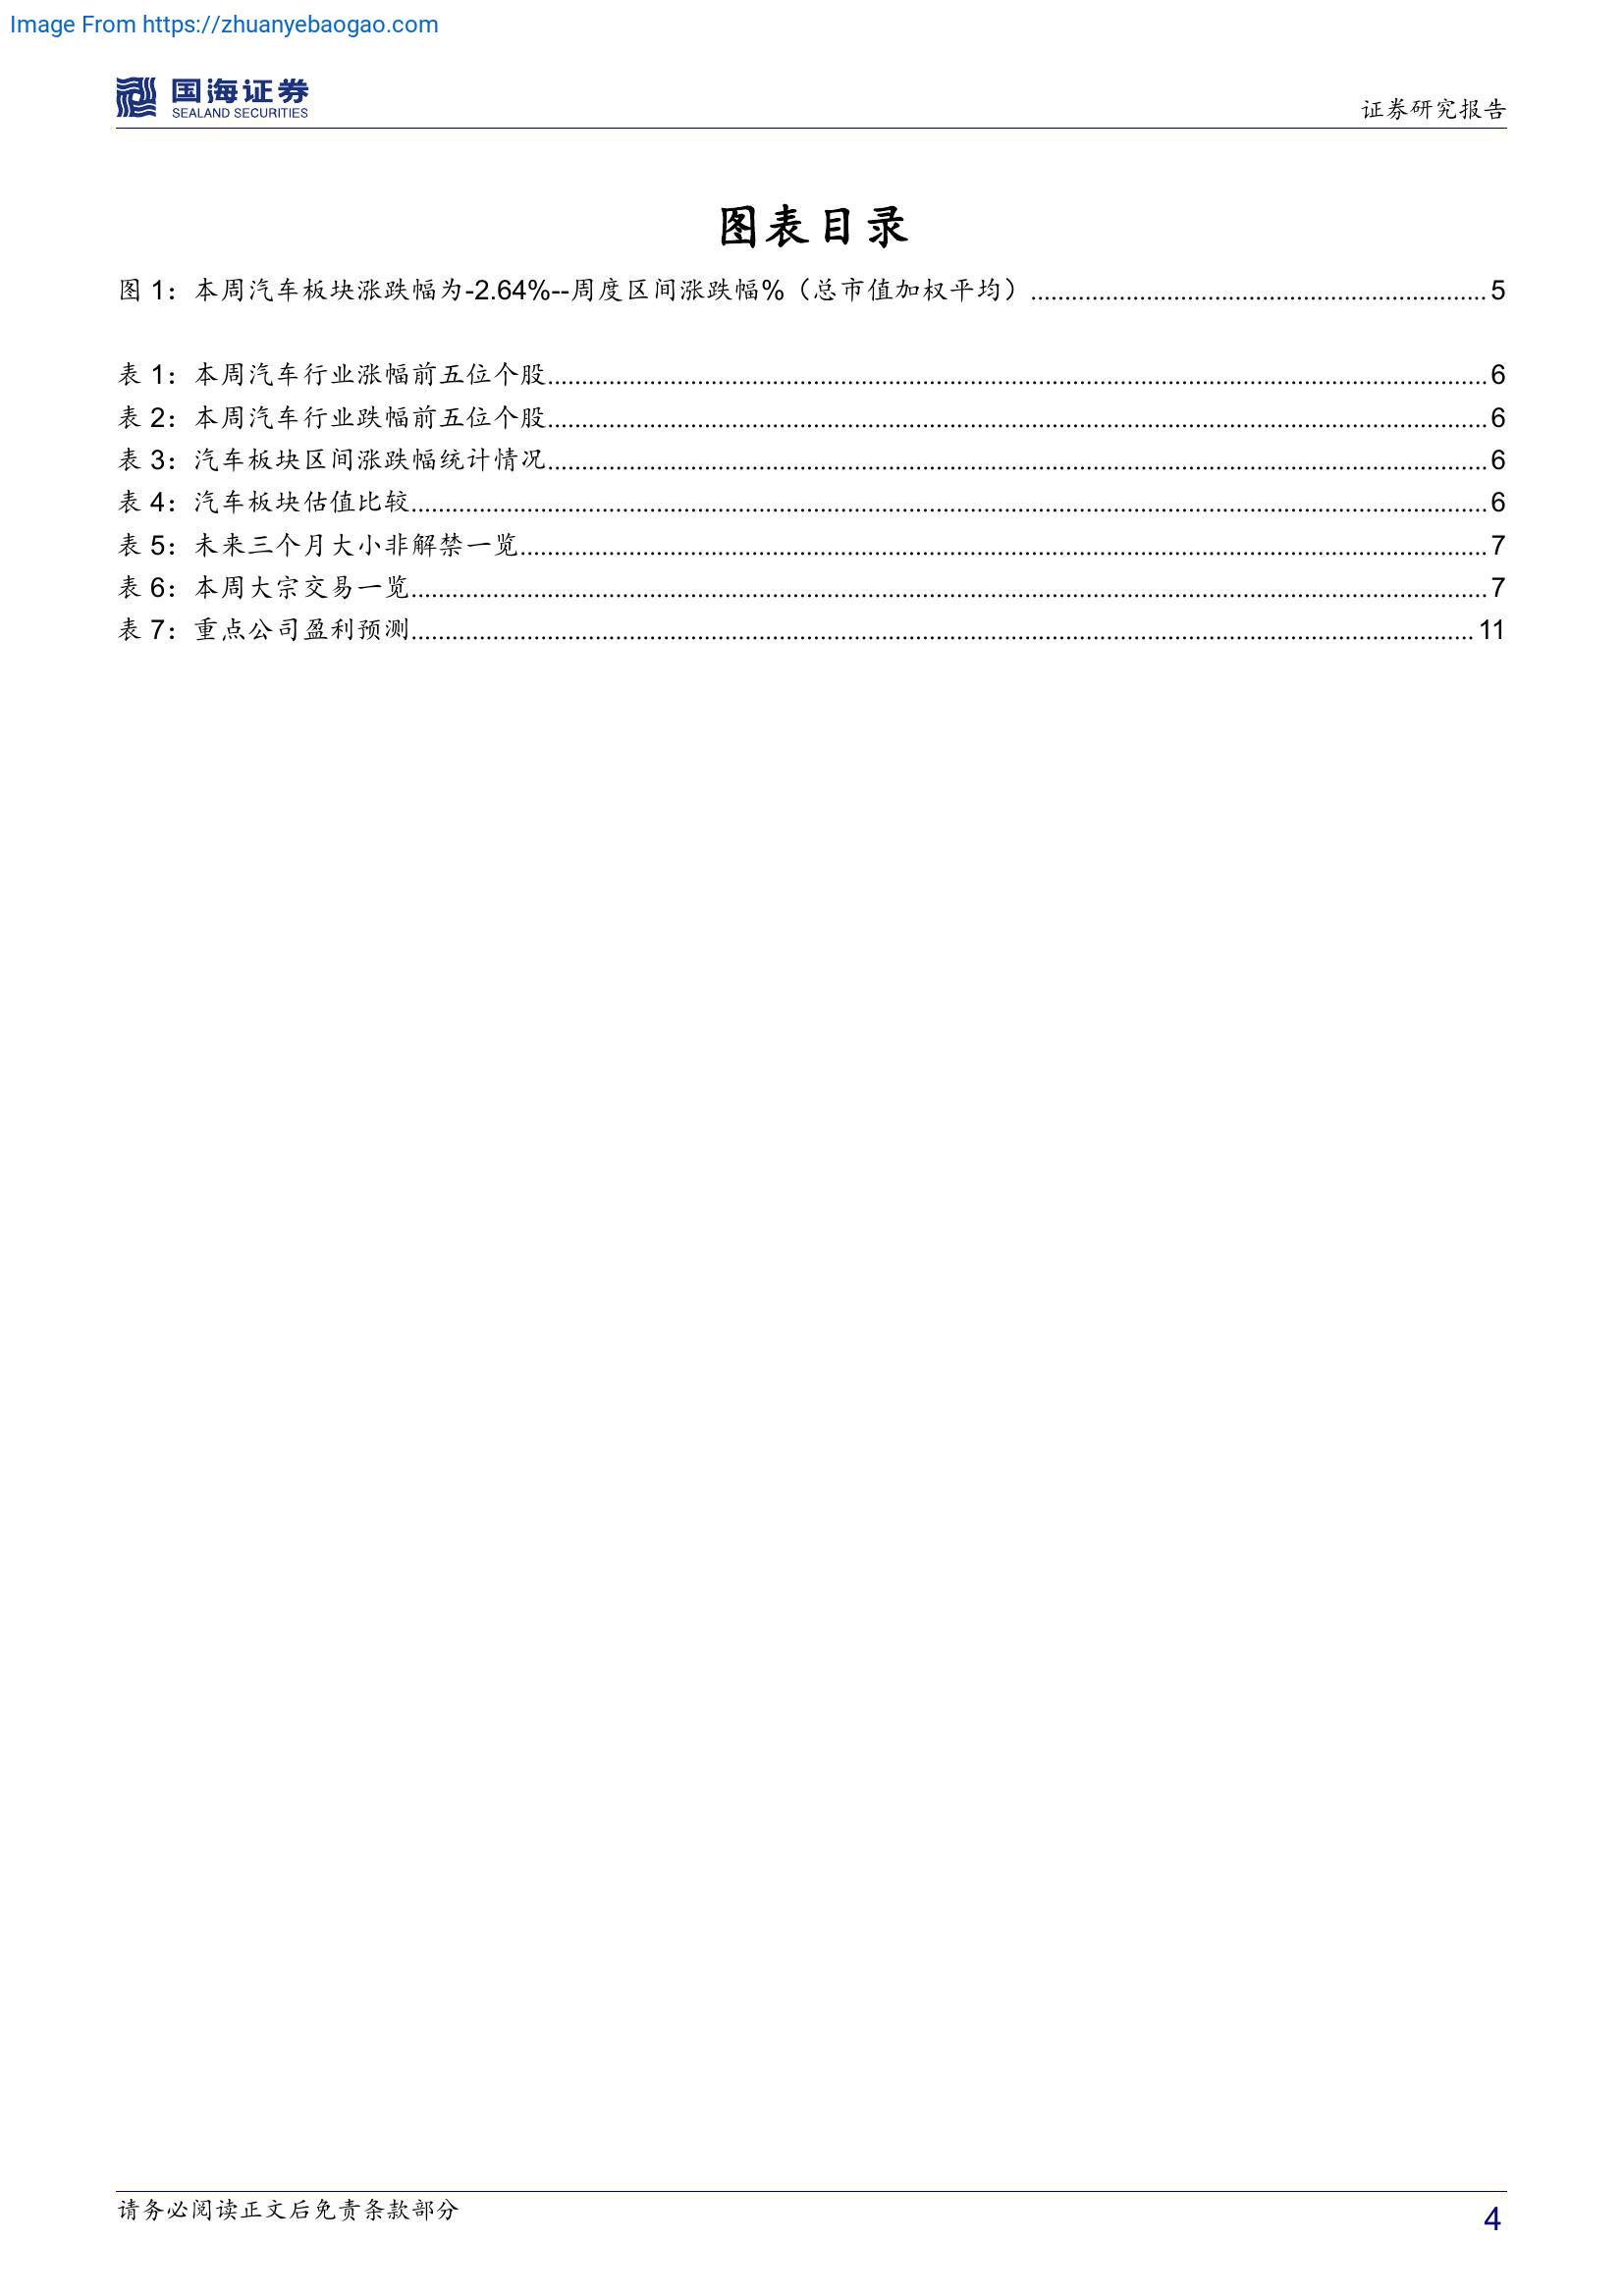 Image From https://zhuanyebaogao.com
国海证券
SEALAND SECURITIES
证券研究报告
图表目录
图 1：本周汽车板块涨跌幅为-2.64%--周度区间涨跌幅%（总市值加权平均）........................................................ 5
表 1：本周汽车行业涨幅前五位个股........................................................ 6
表 2：本周汽车行业跌幅前五位个股........................................................ 6
表 3：汽车板块区间涨跌幅统计情况........................................................ 6
表 4：汽车板块估值比较........................................................ 6
表 5：未来三个月大小非解禁一览........................................................ 7
表 6：本周大宗交易一览........................................................ 7
表 7：重点公司盈利预测........................................................ 11
请务必阅读正文后免责条款部分
4